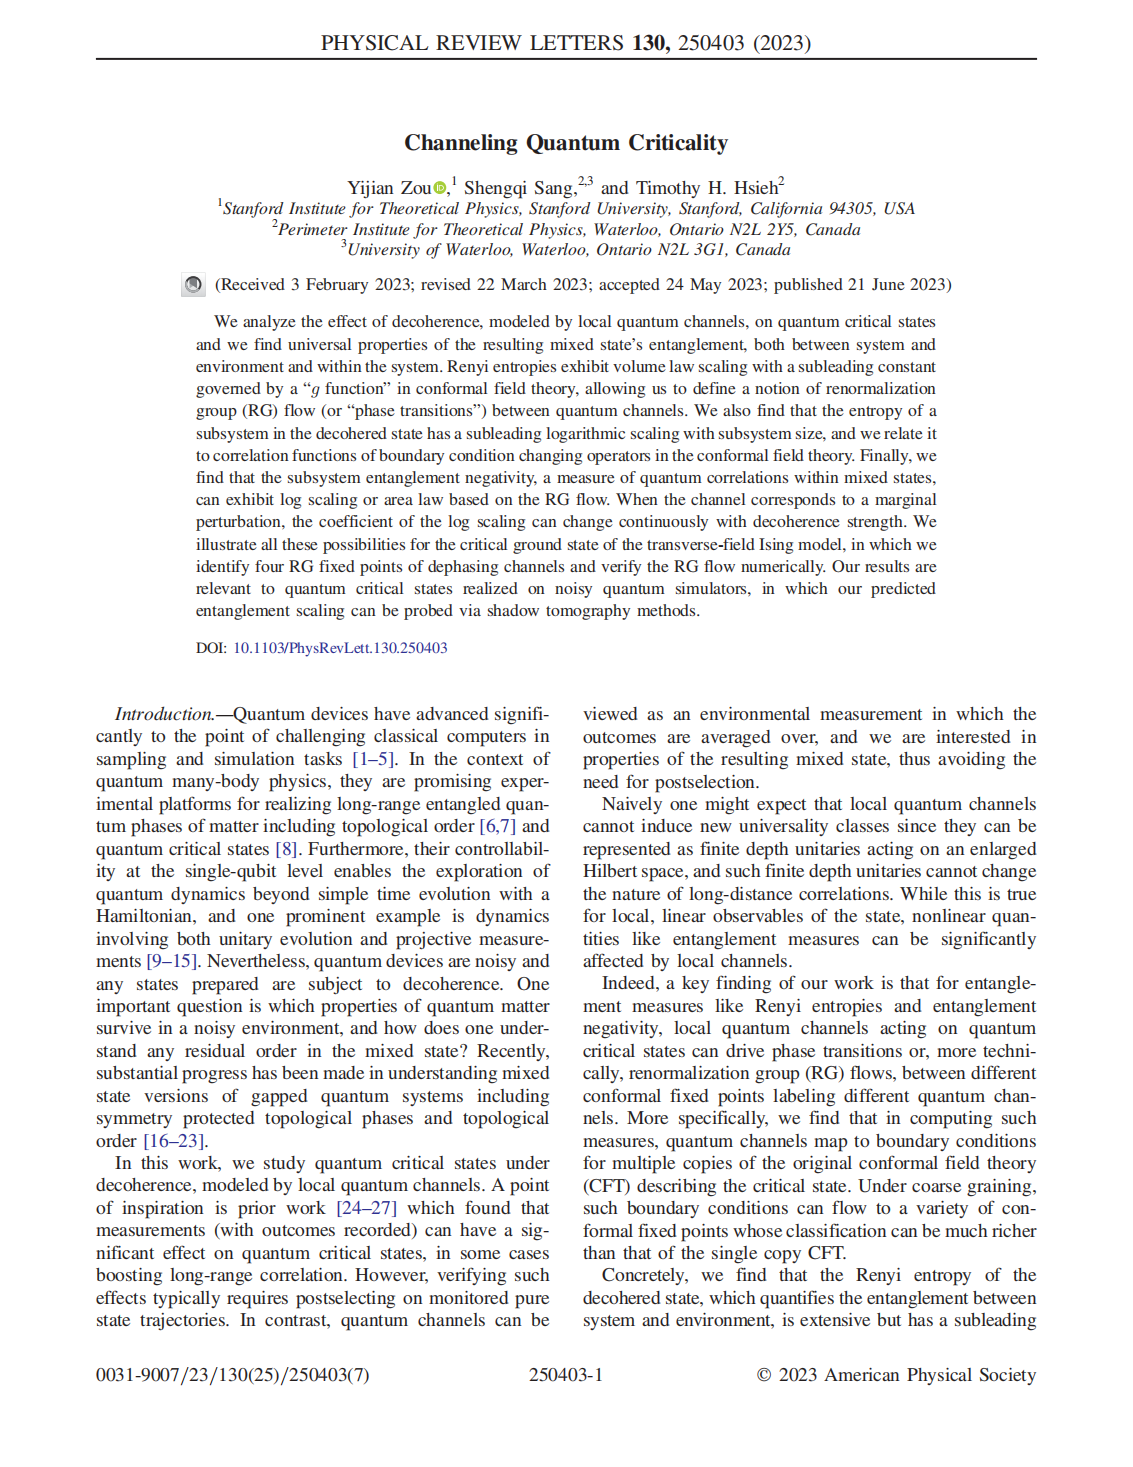 PHYSICAL REVIEW LETTERS 130, 250403 (2023)
Channeling Quantum Criticality
Yijian Zou,1 Shengqi Sang,2,3 and Timothy H. Hsieh2
1Stanford Institute for Theoretical Physics, Stanford University, Stanford, California 94305, USA
2Perimeter Institute for Theoretical Physics, Waterloo, Ontario N2L 2Y5, Canada
3University of Waterloo, Waterloo, Ontario N2L 3G1, Canada
(Received 3 February 2023; revised 22 March 2023; accepted 24 May 2023; published 21 June 2023)
We analyze the effect of decoherence, modeled by local quantum channels, on quantum critical states
and we find universal properties of the resulting mixed state's entanglement, both between system and
environment and within the system. Renyi entropies exhibit volume law scaling with a subleading constant
governed by a “g function” in conformal field theory, allowing us to define a notion of renormalization
group (RG) flow (or “phase transitions”) between quantum channels. We also find that the entropy of a
subsystem in the decohered state has a subleading logarithmic scaling with subsystem size, and we relate it
to correlation functions of boundary condition changing operators in the conformal field theory. Finally, we
find that the subsystem entanglement negativity, a measure of quantum correlations within mixed states,
can exhibit log scaling or area law based on the RG flow. When the channel corresponds to a marginal
perturbation, the coefficient of the log scaling can change continuously with decoherence strength. We
illustrate all these possibilities for the critical ground state of the transverse-field Ising model, in which we
identify four RG fixed points of dephasing channels and verify the RG flow numerically. Our results are
relevant to quantum critical states realized on noisy quantum simulators, in which our predicted
entanglement scaling can be probed via shadow tomography methods.
DOI: 10.1103/PhysRevLett.130.250403
Introduction.—Quantum devices have advanced signifi-
cantly to the point of challenging classical computers in
sampling and simulation tasks [1–5]. In the context of
quantum many-body physics, they are promising exper-
imental platforms for realizing long-range entangled quan-
tum phases of matter including topological order [6,7] and
quantum critical states [8]. Furthermore, their controllabil-
ity at the single-qubit level enables the exploration of
quantum dynamics beyond simple time evolution with a
Hamiltonian, and one prominent example is dynamics
involving both unitary evolution and projective measure-
ments [9–15]. Nevertheless, quantum devices are noisy and
any states prepared are subject to decoherence. One
important question is which properties of quantum matter
survive in a noisy environment, and how does one under-
stand any residual order in the mixed state? Recently,
substantial progress has been made in understanding mixed
state versions of gapped quantum systems including
symmetry protected topological phases and topological
order [16–23].
In this work, we study quantum critical states under
decoherence, modeled by local quantum channels. A point
of inspiration is prior work [24–27] which found that
measurements (with outcomes recorded) can have a sig-
nificant effect on quantum critical states, in some cases
boosting long-range correlation. However, verifying such
effects typically requires postselecting on monitored pure
state trajectories. In contrast, quantum channels can be
viewed as an environmental measurement in which the
outcomes are averaged over, and we are interested in
properties of the resulting mixed state, thus avoiding the
need for postselection.
Naively one might expect that local quantum channels
cannot induce new universality classes since they can be
represented as finite depth unitaries acting on an enlarged
Hilbert space, and such finite depth unitaries cannot change
the nature of long-distance correlations. While this is true
for local, linear observables of the state, nonlinear quan-
tities like entanglement measures can be significantly
affected by local channels.
Indeed, a key finding of our work is that for entangle-
ment measures like Renyi entropies and entanglement
negativity, local quantum channels acting on quantum
critical states can drive phase transitions or, more techni-
cally, renormalization group (RG) flows, between different
conformal fixed points labeling different quantum chan-
nels. More specifically, we find that in computing such
measures, quantum channels map to boundary conditions
for multiple copies of the original conformal field theory
(CFT) describing the critical state. Under coarse graining,
such boundary conditions can flow to a variety of con-
formal fixed points whose classification can be much richer
than that of the single copy CFT.
Concretely, we find that the Renyi entropy of the
decohered state, which quantifies the entanglement between
system and environment, is extensive but has a subleading
0031-9007/23/130(25)/250403(7)
250403-1
© 2023 American Physical Society